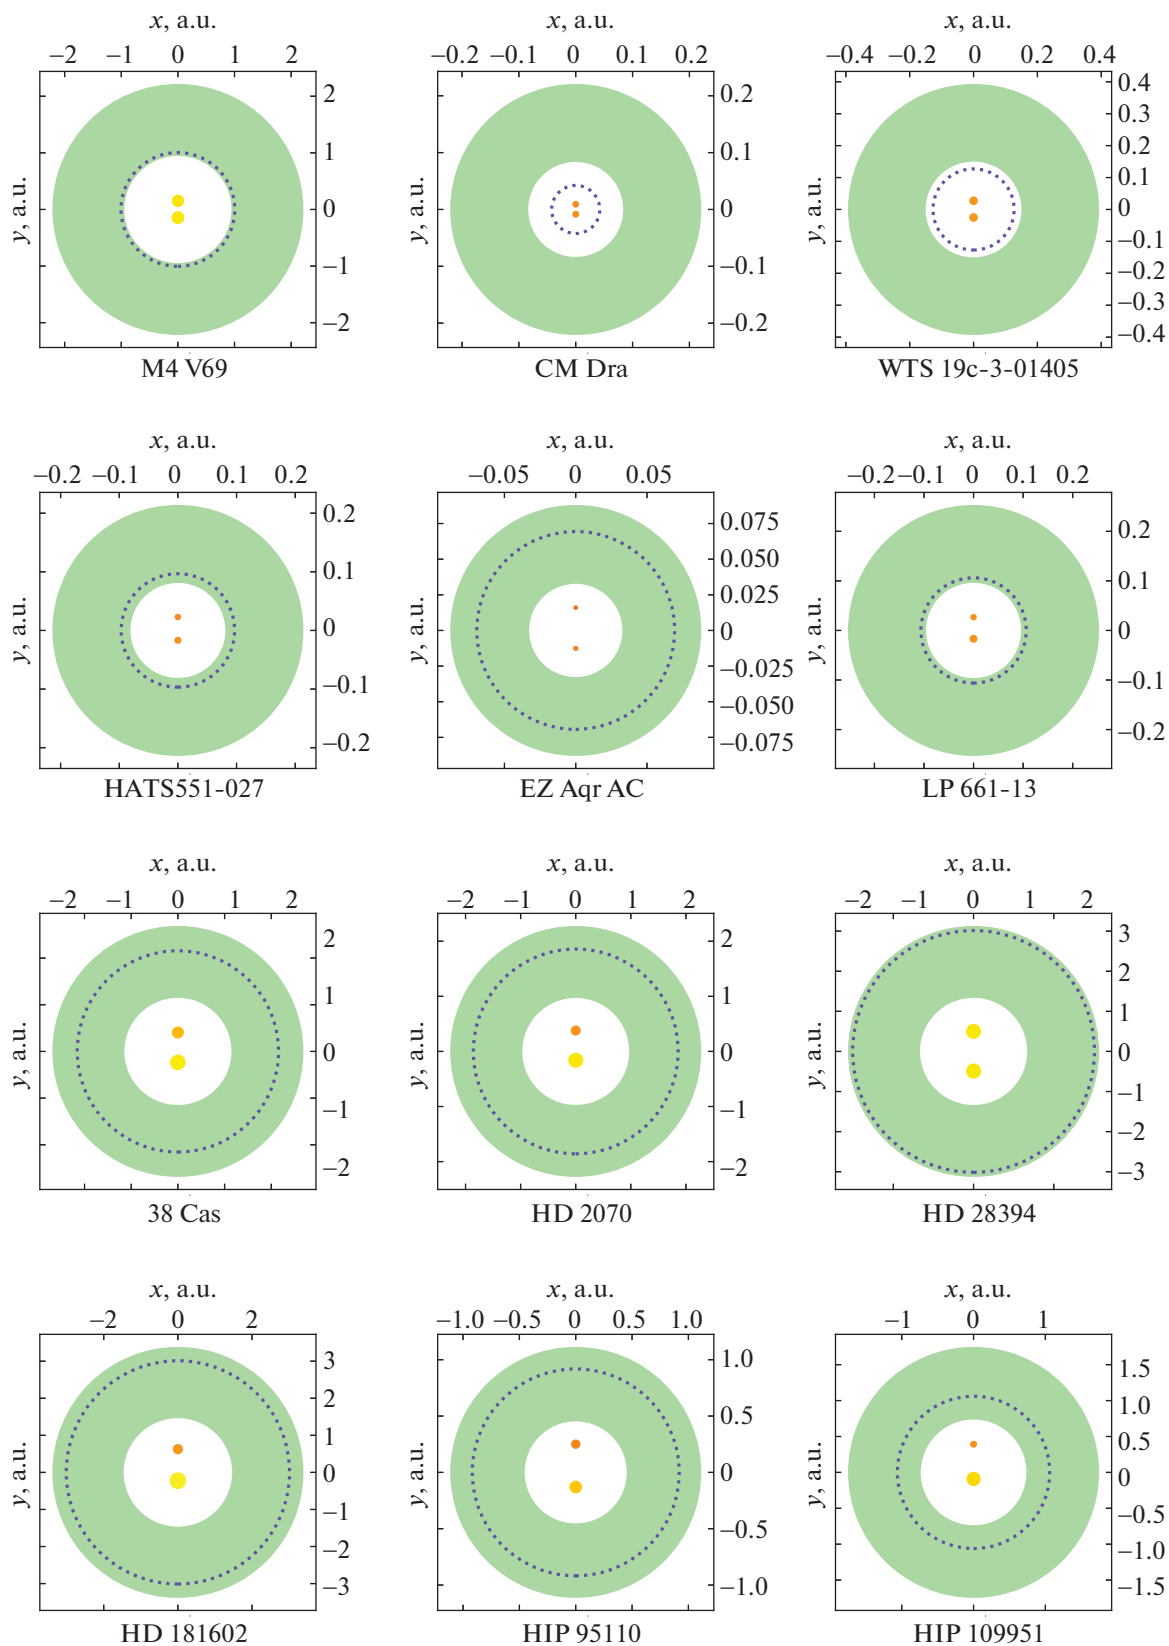 x, a.u. x, a.u. x, a.u.
−2 −1 0 1 2 −0.2 −0.1 0 0.1 0.2 −0.4 −0.2 0 0.2 0.4
y, a.u. 2 1 0 −1 −2
0.2 0.1 0 −0.1 −0.2
y, a.u. 0.4 0.3 0.2 0.1 0 −0.1 −0.2 −0.3 −0.4
y, a.u.
M4 V69 CM Dra WTS 19c-3-01405
x, a.u. x, a.u. x, a.u.
−0.2 −0.1 0 0.1 0.2 −0.05 0 0.05 −0.2 −0.1 0 0.1 0.2
y, a.u. 0.2 0.1 0 −0.1 −0.2
y, a.u. 0.075 0.050 0.025 0 −0.025 −0.050 −0.075
y, a.u. 0.2 0.1 0 −0.1 −0.2
HATS551-027 EZ Aqr AC LP 661-13
x, a.u. x, a.u. x, a.u.
−2 −1 0 1 2 −2 −1 0 1 2 −2 −1 0 1 2
y, a.u. 2 1 0 −1 −2
y, a.u. 2 1 0 −1 −2
y, a.u. 3 2 1 0 −1 −2 −3
38 Cas HD 2070 HD 28394
x, a.u. x, a.u. x, a.u.
−2 0 2 −1.0 −0.5 0 0.5 1.0 −1 0 1
y, a.u. 3 2 1 0 −1 −2 −3
y, a.u. 1.0 0.5 0 −0.5 −1.0
y, a.u. 1.5 1.0 0.5 0 −0.5 −1.0 −1.5
HD 181602 HIP 95110 HIP 109951